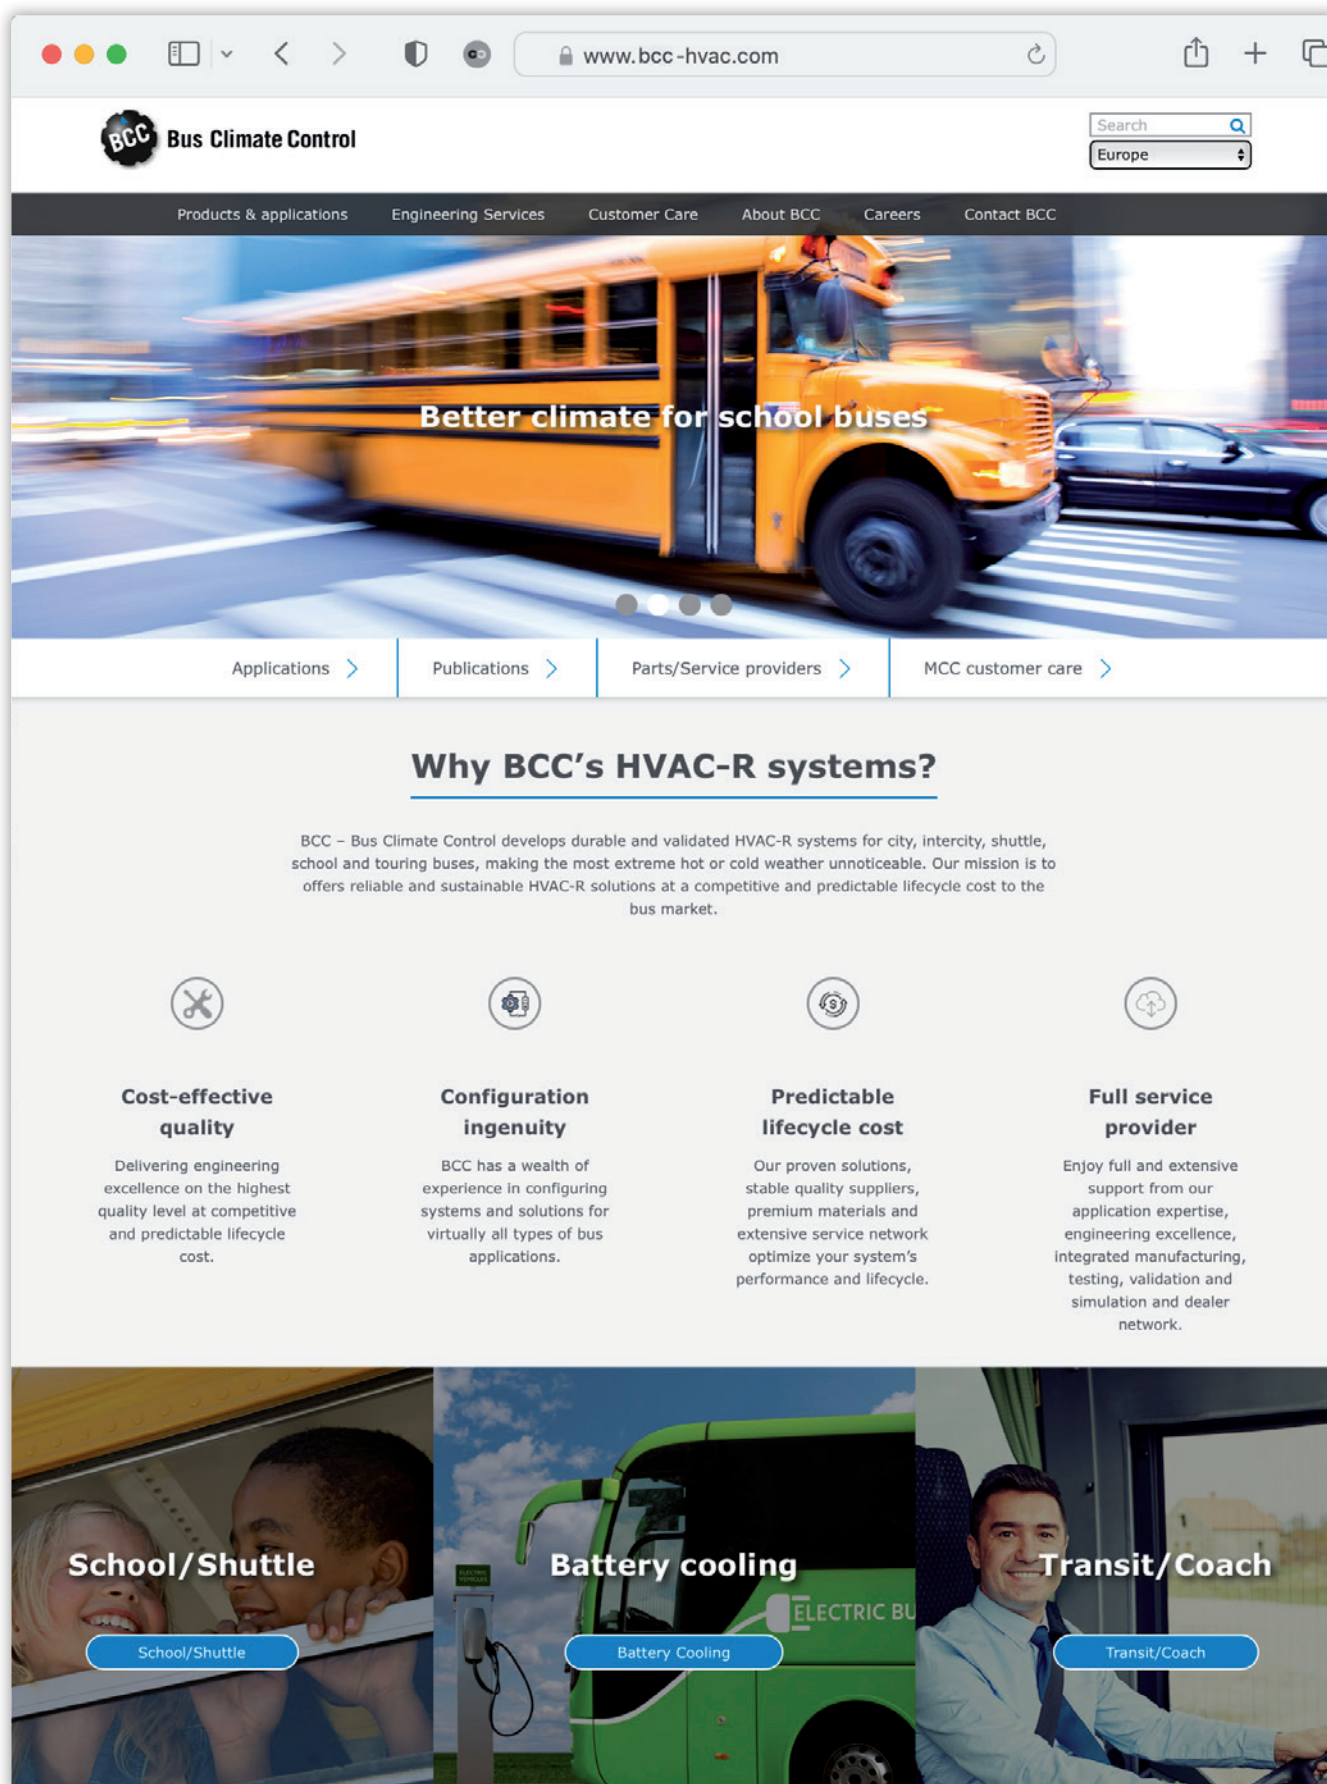 www.bcc-hvac.com
BCC Bus Climate Control
Search
Europe
Products & applications Engineering Services Customer Care About BCC Careers Contact BCC
Better climate for school buses
Applications Publications Parts/Service providers MCC customer care
Why BCC's HVAC-R systems?
BCC – Bus Climate Control develops durable and validated HVAC-R systems for city, intercity, shuttle,
school and touring buses, making the most extreme hot or cold weather unnoticeable. Our mission is to
offers reliable and sustainable HVAC-R solutions at a competitive and predictable lifecycle cost to the
bus market.
Cost-effective
quality
Delivering engineering
excellence on the highest
quality level at competitive
and predictable lifecycle
cost.
Configuration
ingenuity
BCC has a wealth of
experience in configuring
systems and solutions for
virtually all types of bus
applications.
Predictable
lifecycle cost
Our proven solutions,
stable quality suppliers,
premium materials and
extensive service network
optimize your system's
performance and lifecycle.
Full service
provider
Enjoy full and extensive
support from our
application expertise,
engineering excellence,
integrated manufacturing,
testing, validation and
simulation and dealer
network.
School/Shuttle
School/Shuttle
Battery cooling
ELECTRIC
VEHICLES
ELECTRIC BU
Battery Cooling
Transit/Coach
Transit/Coach